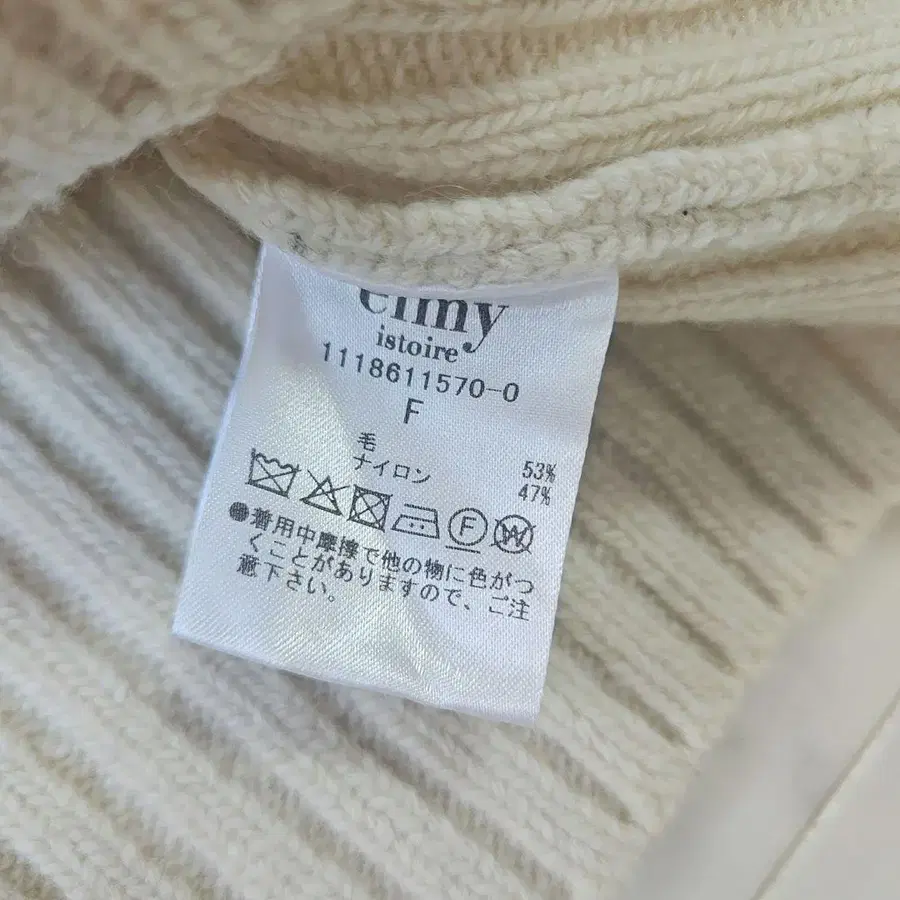 eimy
istoire
1118611570-0
F
毛 53%
ナイロン 47%
F W
●着用中摩擦で他の物に色がつ
くことがありますので、ご注
意下さい。